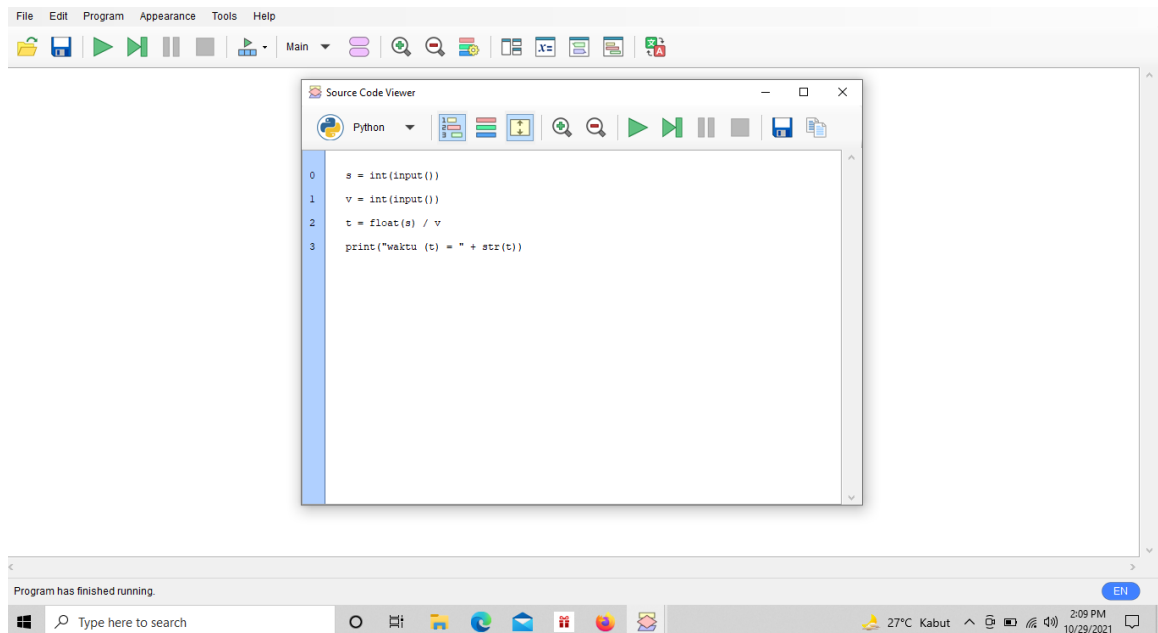 File Edit Program Appearance Tools Help
Main
Source Code Viewer
Python
0 s = int(input())
1 v = int(input())
2 t = float(s) / v
3 print("waktu (t) = " + str(t))
Program has finished running.
EN
Type here to search
27°C Kabut
2:09 PM
10/29/2021